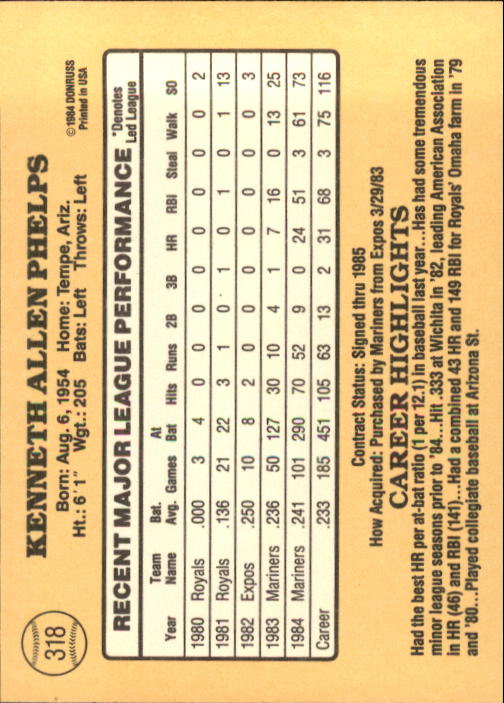 318
KENNETH ALLEN PHELPS
Born: Aug. 6, 1954 Home: Tempe, Ariz.
Ht.: 6' 1" Wgt.: 205 Bats: Left Throws: Left
© 1984 DONRUSS
Printed in USA
RECENT MAJOR LEAGUE PERFORMANCE *Denotes Led League
Year Team Name Bat. Avg. Games At Bat Hits Runs 2B 3B HR RBI Steal Walk SO
1980 Royals .000 3 4 0 0 0 0 0 0 0 0 2
1981 Royals .136 21 22 3 1 0 1 0 1 0 1 13
1982 Expos .250 10 8 2 0 0 0 0 0 0 0 3
1983 Mariners .236 50 127 30 10 4 1 7 16 0 13 25
1984 Mariners .241 101 290 70 52 9 0 24 51 3 61 73
Career .233 185 451 105 63 13 2 31 68 3 75 116
Contract Status: Signed thru 1985
How Acquired: Purchased by Mariners from Expos 3/29/83
CAREER HIGHLIGHTS
Had the best HR per at-bat ratio (1 per 12.1) in baseball last year...Has had some tremendous
minor league seasons prior to '84...Hit .333 at Wichita in '82, leading American Association
in HR (46) and RBI (141)...Had a combined 43 HR and 149 RBI for Royals' Omaha farm in '79
and '80...Played collegiate baseball at Arizona St.